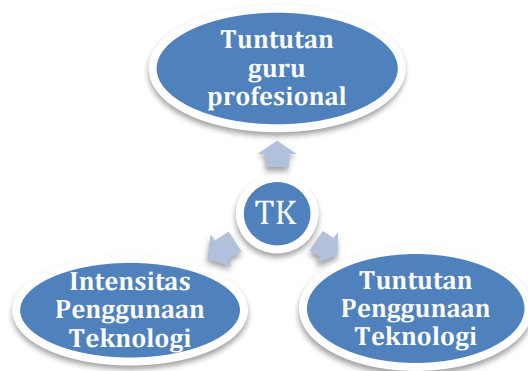 Tuntutan
guru
profesional
TK
Intensitas
Penggunaan
Teknologi
Tuntutan
Penggunaan
Teknologi